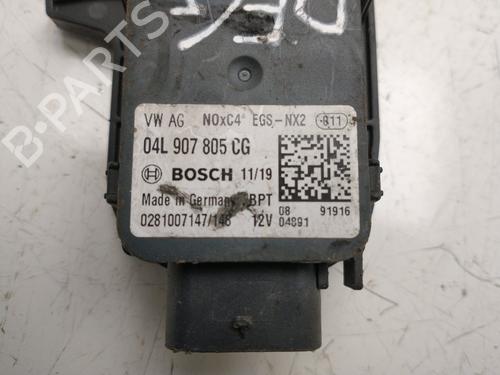 VW AG NOxC4 EGS-NX2 911
04L 907 805 CG
BOSCH 11/19
Made in Germany BPT
0281007147/148 12V
08 91916
04891
B-PARTS